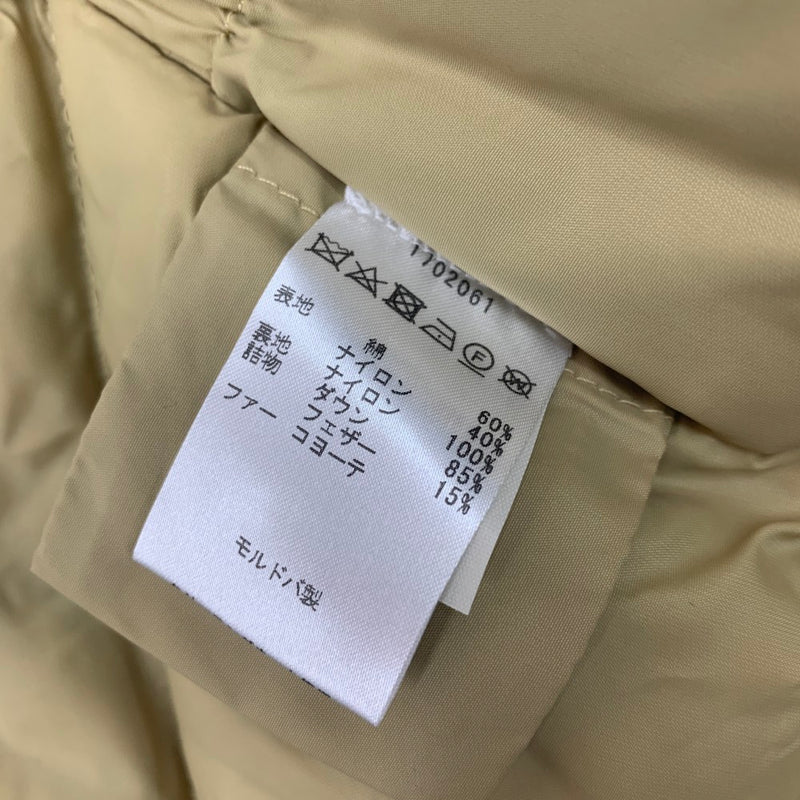 1702061
F W
表地 綿 60%
ナイロン 40%
裏地 ナイロン 100%
詰物 ダウン 85%
フェザー 15%
ファー コヨーテ
モルドバ製